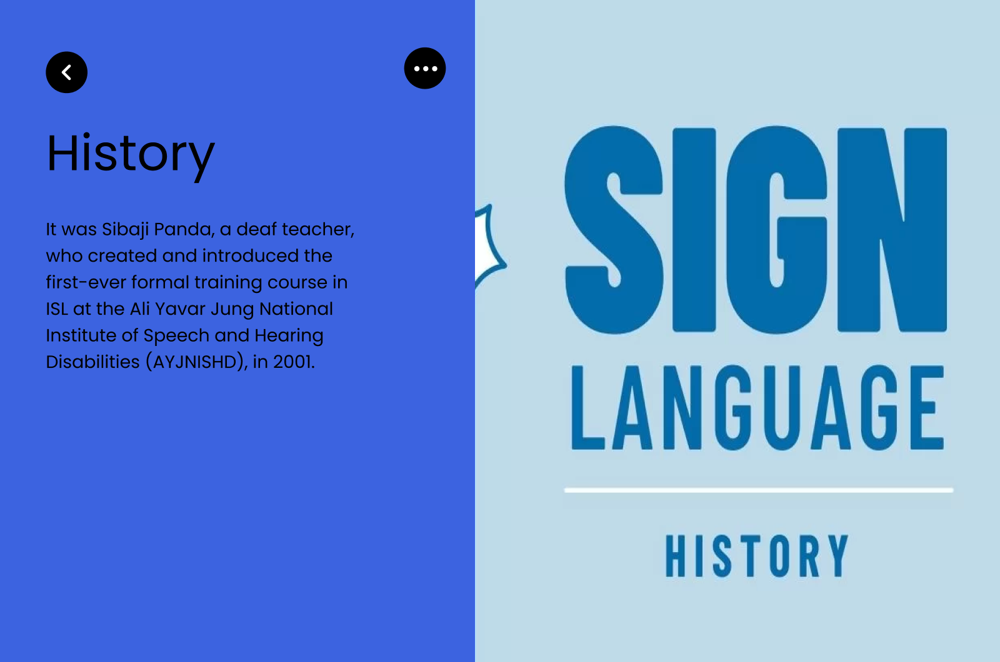 History
It was Sibaji Panda, a deaf teacher,
who created and introduced the
first-ever formal training course in
ISL at the Ali Yavar Jung National
Institute of Speech and Hearing
Disabilities (AYJNISHD), in 2001.
SIGN
LANGUAGE
HISTORY